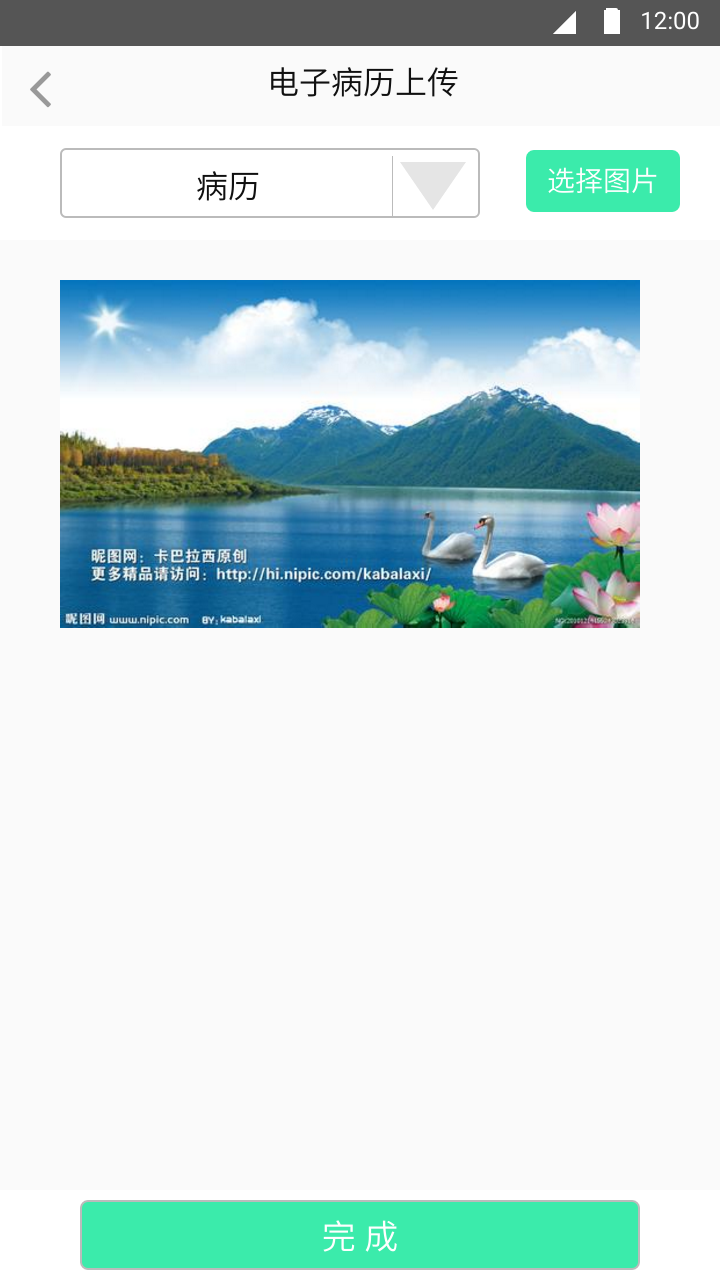 12:00
电子病历上传
病历
选择图片
昵图网：卡巴拉西原创
更多精品请访问：http://hi.nipic.com/kabalaxi/
昵图网 www.nipic.com BY：kabalaxi
完 成